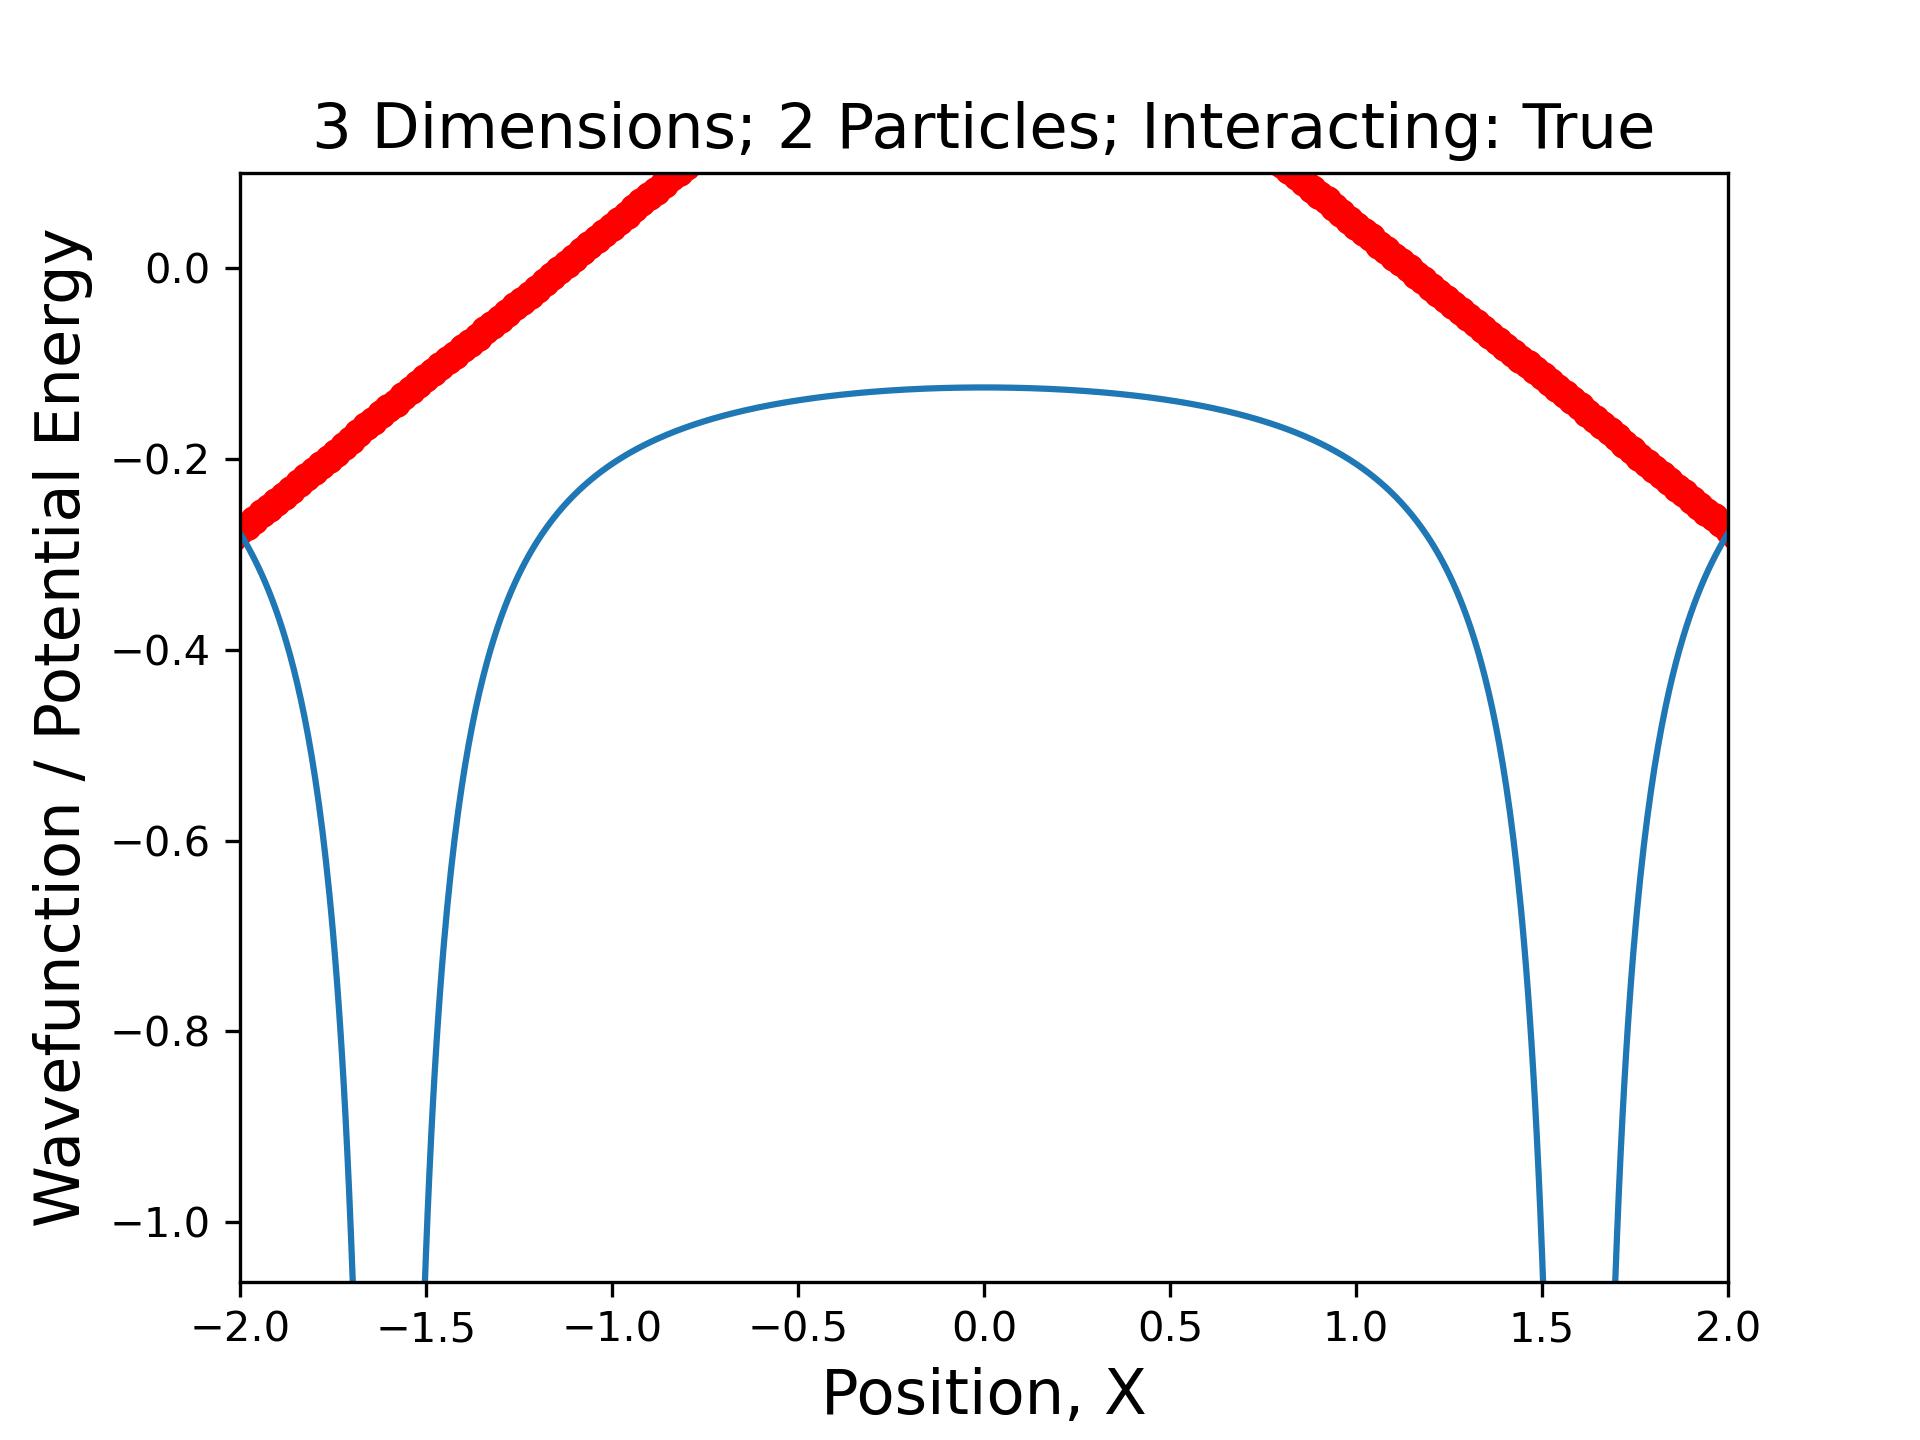 3 Dimensions; 2 Particles; Interacting: True
Wavefunction / Potential Energy
0.0
−0.2
−0.4
−0.6
−0.8
−1.0
−2.0 −1.5 −1.0 −0.5 0.0 0.5 1.0 1.5 2.0
Position, X